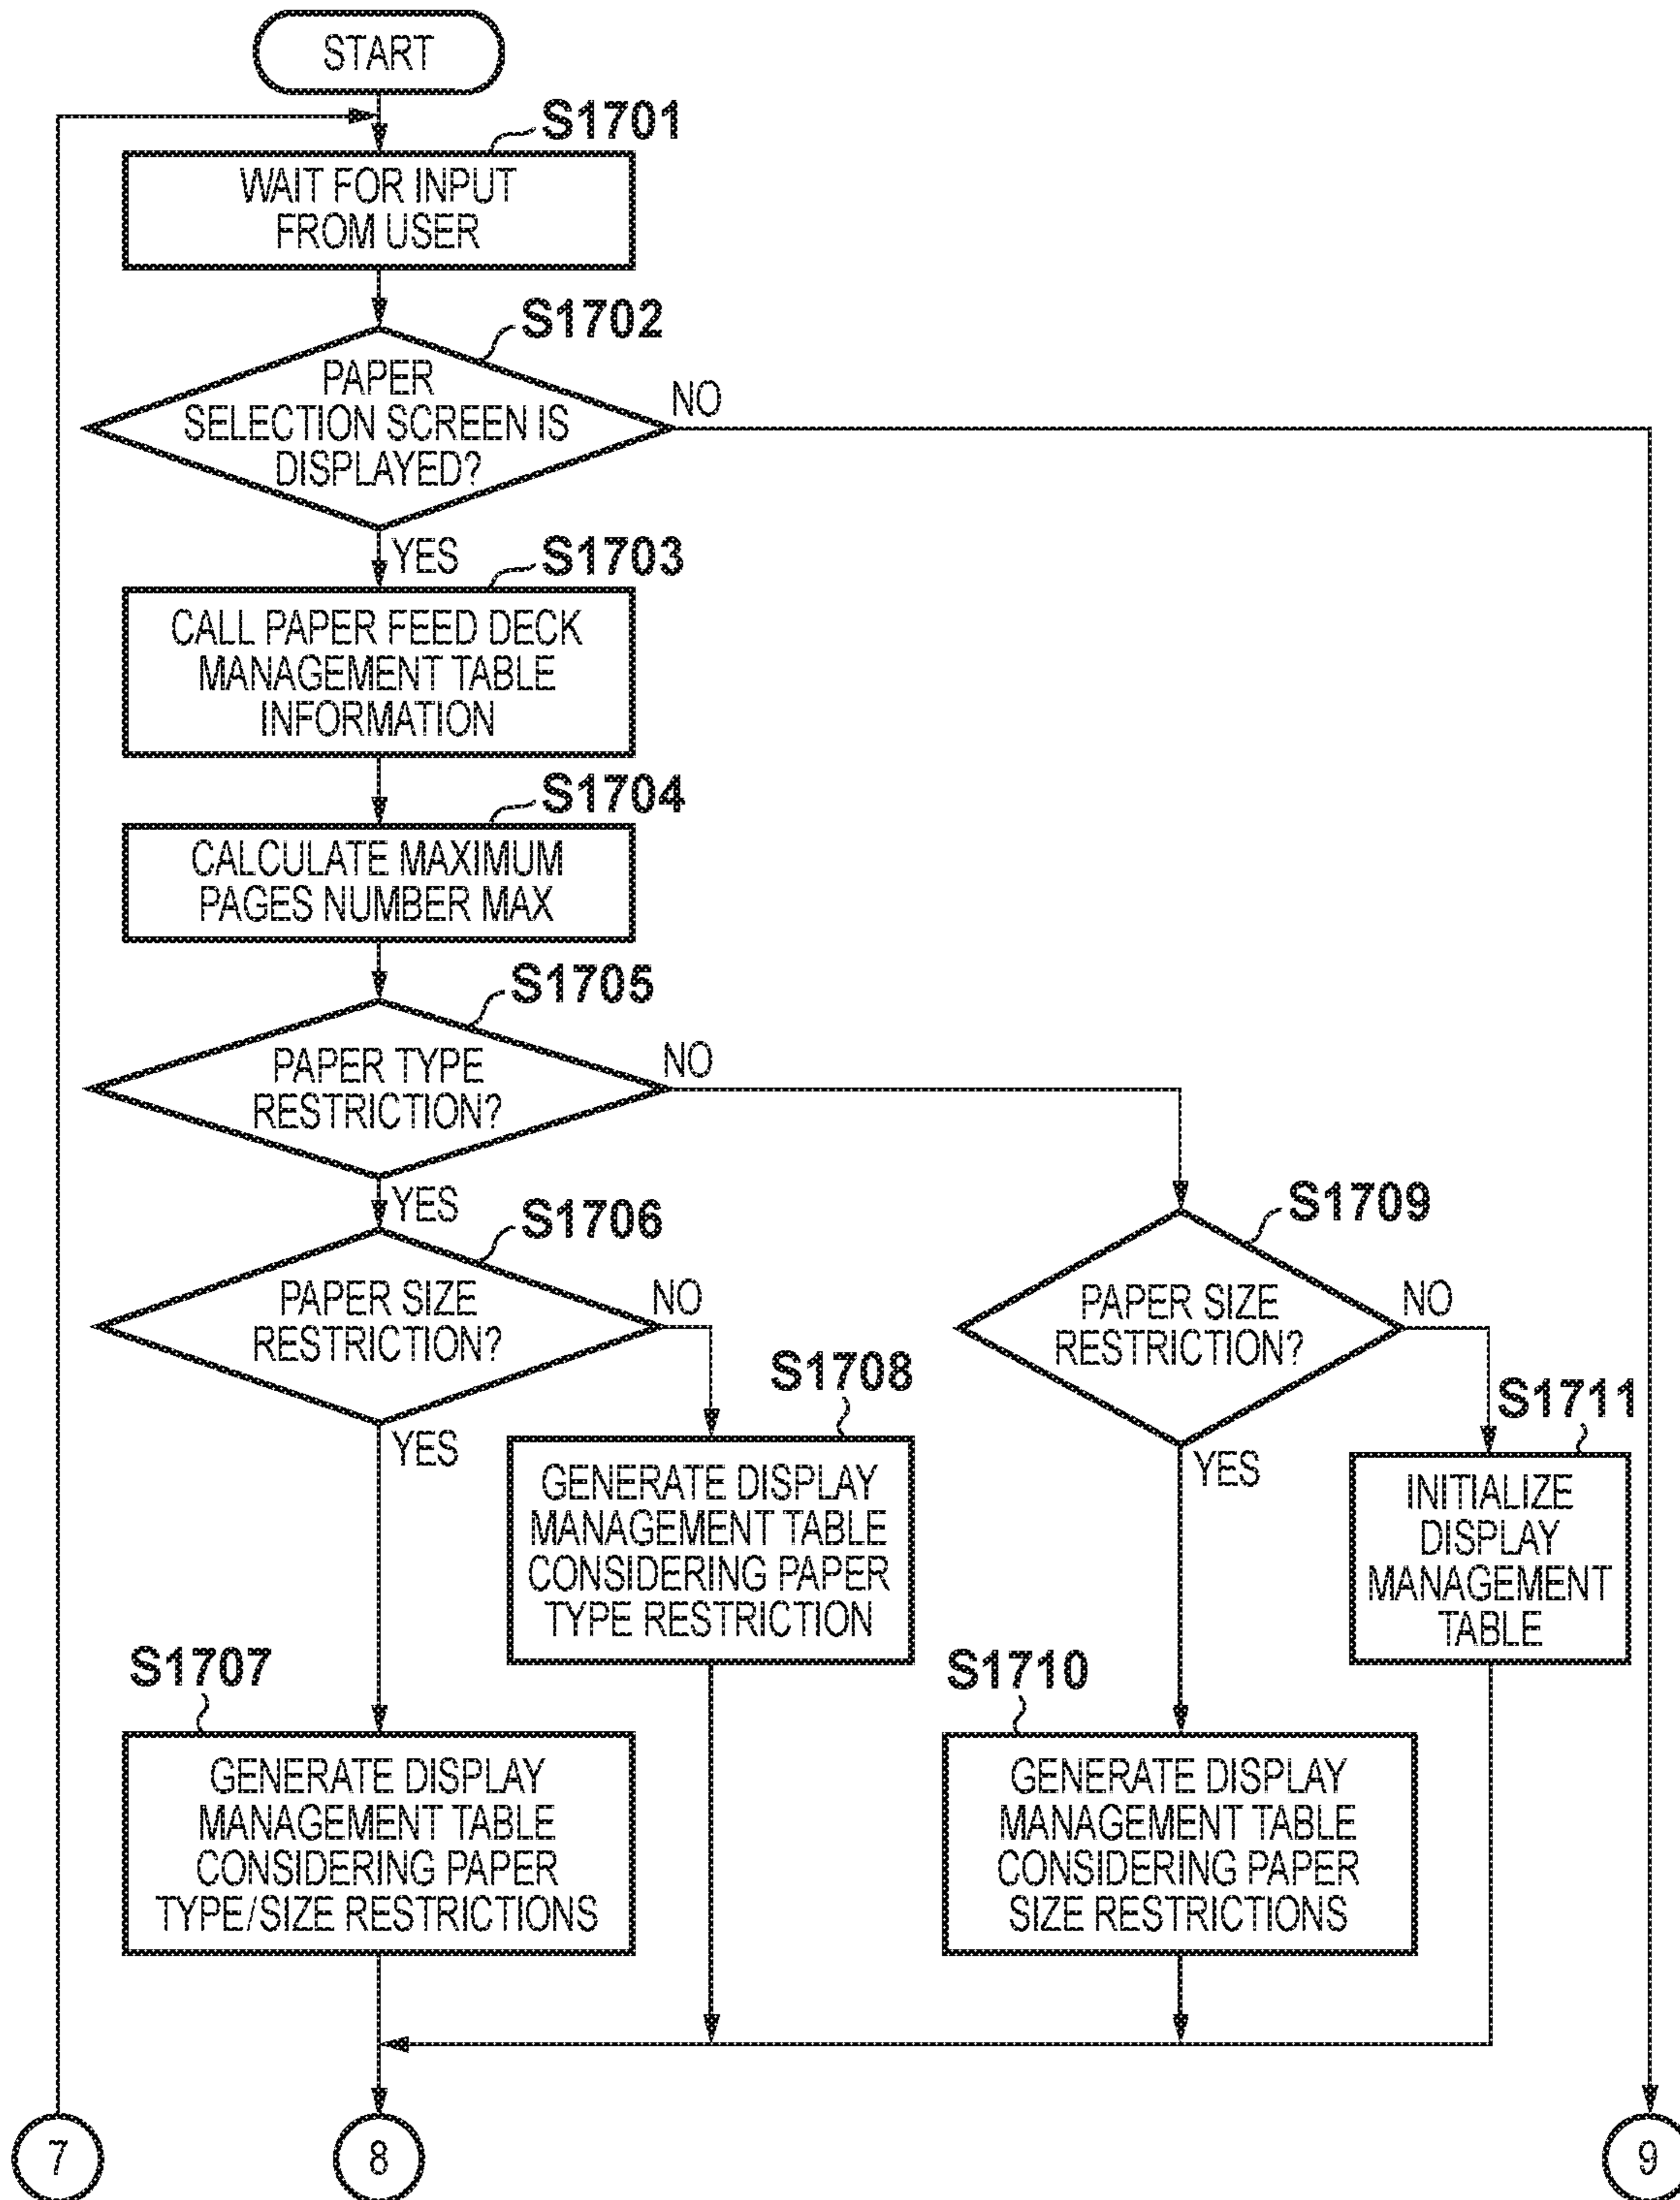 START
S1701
WAIT FOR INPUT
FROM USER
S1702
PAPER
SELECTION SCREEN IS
DISPLAYED?
NO
YES
S1703
CALL PAPER FEED DECK
MANAGEMENT TABLE
INFORMATION
S1704
CALCULATE MAXIMUM
PAGES NUMBER MAX
S1705
PAPER TYPE
RESTRICTION?
NO
YES
S1706
PAPER SIZE
RESTRICTION?
NO
YES
S1709
PAPER SIZE
RESTRICTION?
NO
YES
S1708
GENERATE DISPLAY
MANAGEMENT TABLE
CONSIDERING PAPER
TYPE RESTRICTION
S1711
INITIALIZE
DISPLAY
MANAGEMENT
TABLE
S1707
GENERATE DISPLAY
MANAGEMENT TABLE
CONSIDERING PAPER
TYPE/SIZE RESTRICTIONS
S1710
GENERATE DISPLAY
MANAGEMENT TABLE
CONSIDERING PAPER
SIZE RESTRICTIONS
7
8
9